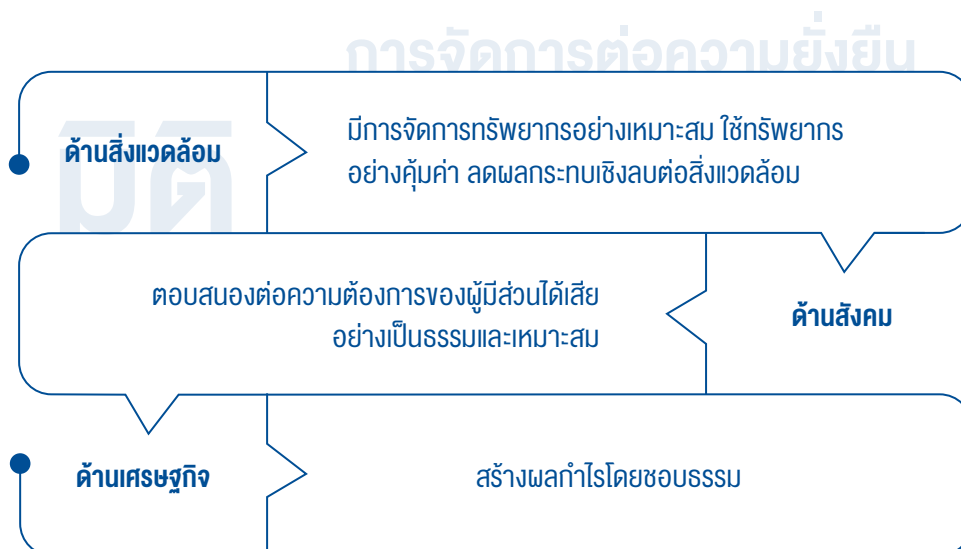 การจัดการต่อความยั่งยืน
มิติ
ด้านสิ่งแวดล้อม
มีการจัดการทรัพยากรอย่างเหมาะสม ใช้ทรัพยากร
อย่างคุ้มค่า ลดผลกระทบเชิงลบต่อสิ่งแวดล้อม
ตอบสนองต่อความต้องการของผู้มีส่วนได้เสีย
อย่างเป็นธรรมและเหมาะสม
ด้านสังคม
ด้านเศรษฐกิจ
สร้างผลกำไรโดยชอบธรรม